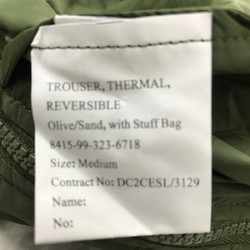 TROUSER, THERMAL,
REVERSIBLE
Olive/Sand, with Stuff Bag
8415-99-323-6718
Size: Medium
Contract No: DC2CESL/3129
Name:
No: